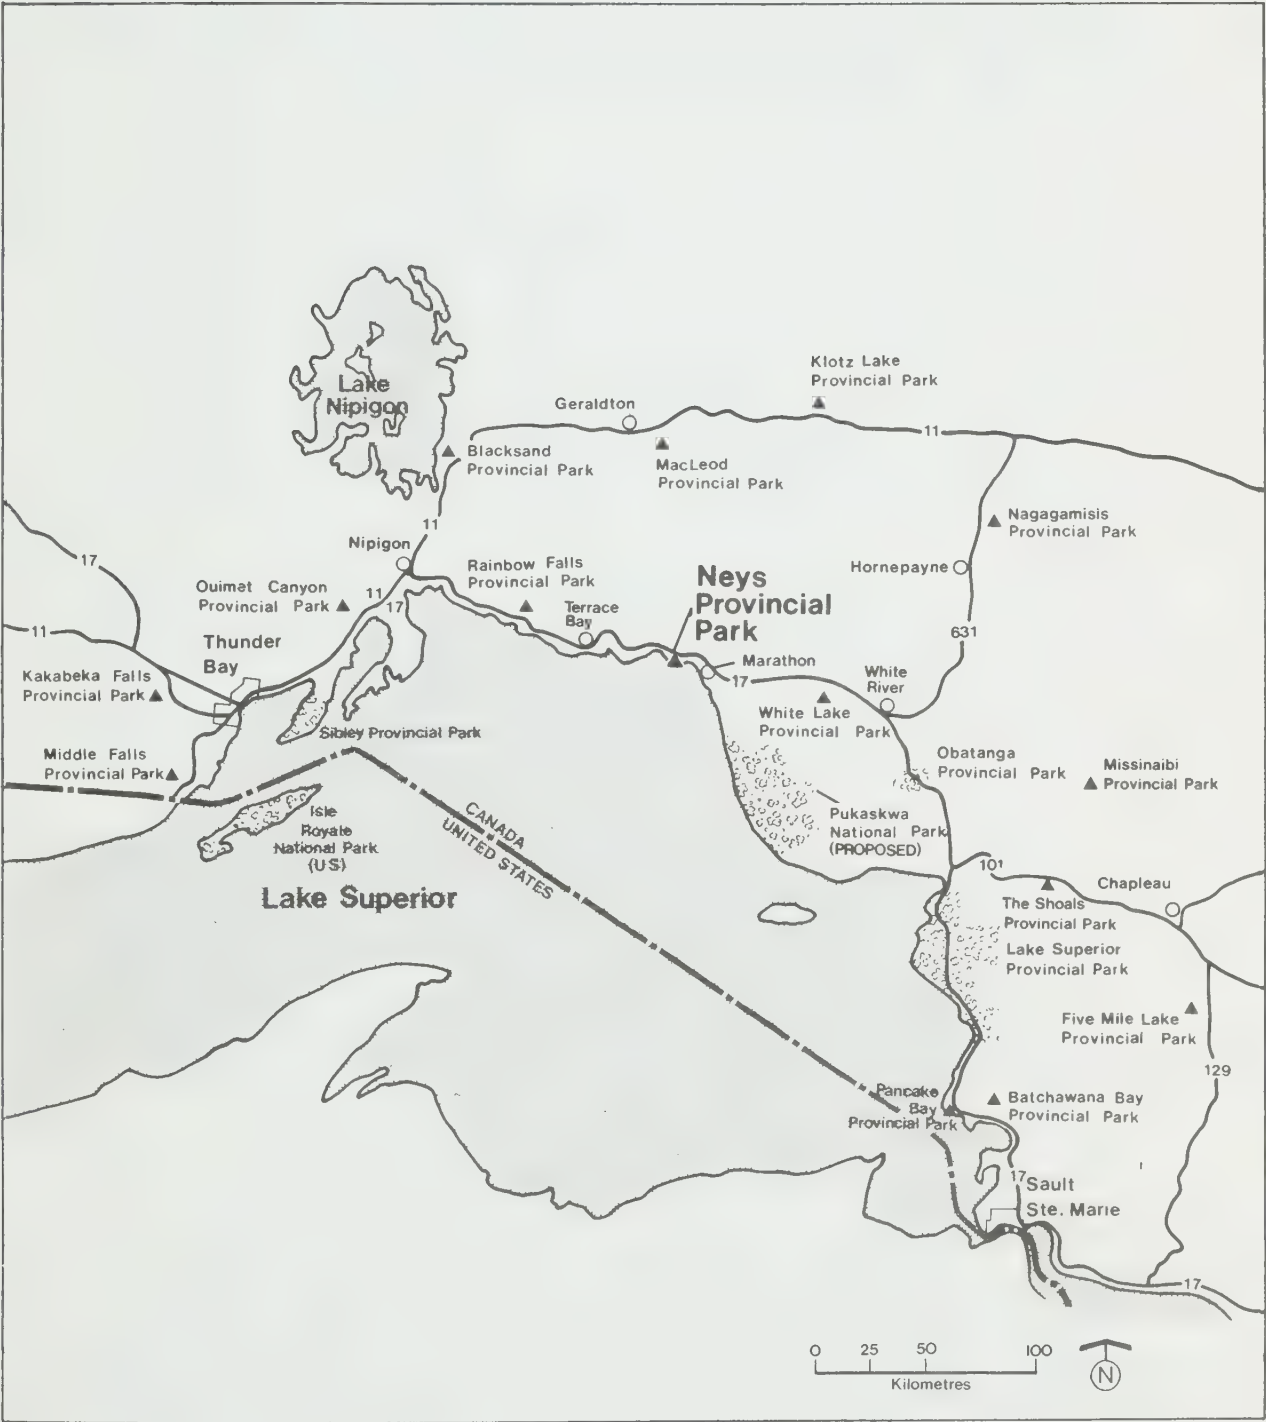 Klotz Lake
Provincial Park
Lake
Nipigon
Geraldton
11
Blacksand
Provincial Park
MacLeod
Provincial Park
Nagagamisis
Provincial Park
11
Nipigon
17
Rainbow Falls
Provincial Park
Hornepayne
Neys
Provincial
Park
Ouimet Canyon
Provincial Park
11
17
Terrace
Bay
11
631
Thunder
Bay
Marathon
Kakabeka Falls
Provincial Park
17
White
River
White Lake
Provincial Park
Sibley Provincial Park
Middle Falls
Provincial Park
Obatanga
Provincial Park
Missinaibi
Provincial Park
Isle
Royale
National Park
(US)
CANADA
UNITED STATES
Pukaskwa
National Park
(PROPOSED)
101
Chapleau
Lake Superior
The Shoals
Provincial Park
Lake Superior
Provincial Park
Five Mile Lake
Provincial Park
129
Pancake
Bay
Provincial Park
Batchawana Bay
Provincial Park
17
Sault
Ste. Marie
17
0 25 50 100
Kilometres
N